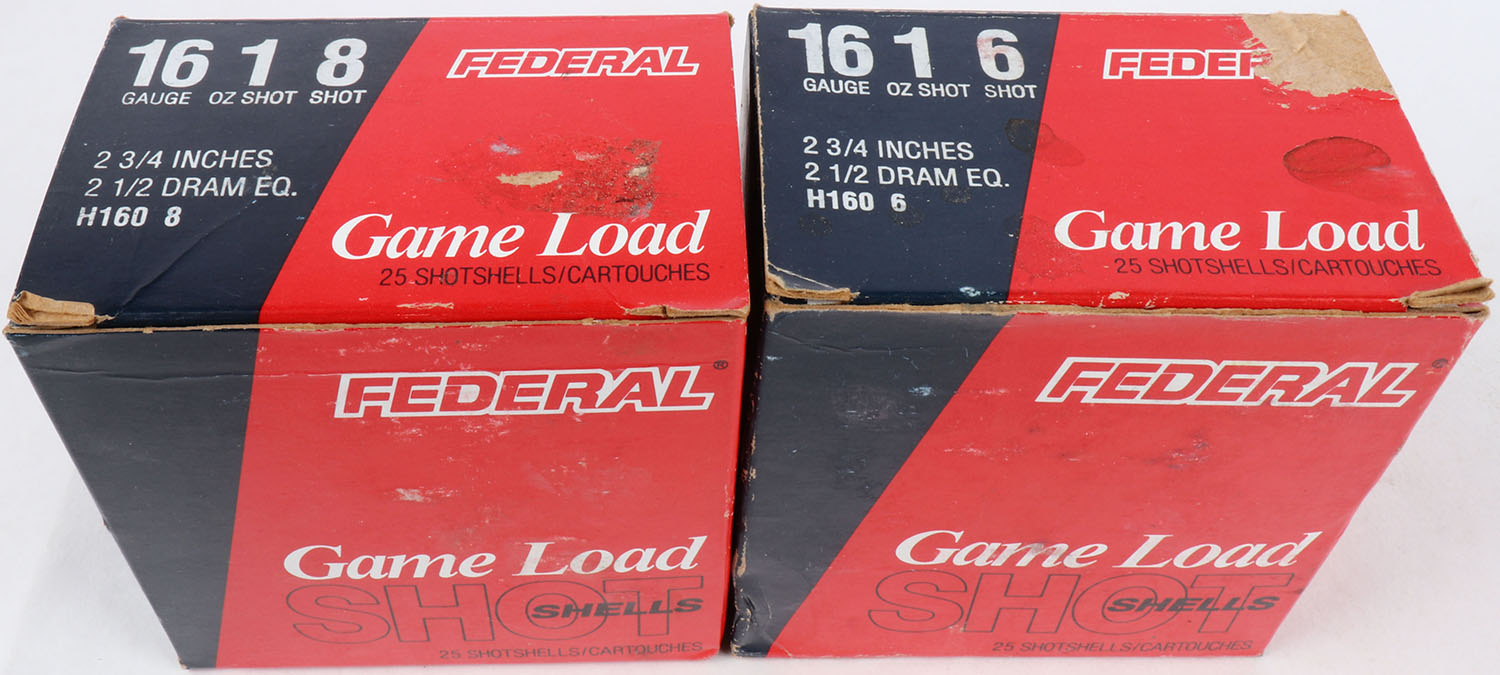 16 1 8
GAUGE OZ SHOT SHOT
2 3/4 INCHES
2 1/2 DRAM EQ.
H160 8
FEDERAL
Game Load
25 SHOTSHELLS/CARTOUCHES
FEDERAL®
Game Load
SHOT
SHELLS
25 SHOTSHELLS/CARTOUCHES
16 1 6
GAUGE OZ SHOT SHOT
2 3/4 INCHES
2 1/2 DRAM EQ.
H160 6
FEDER
Game Load
25 SHOTSHELLS/CARTOUCHES
FEDERAL®
Game Load
SHOT
SHELLS
25 SHOTSHELLS/CARTOUCHES